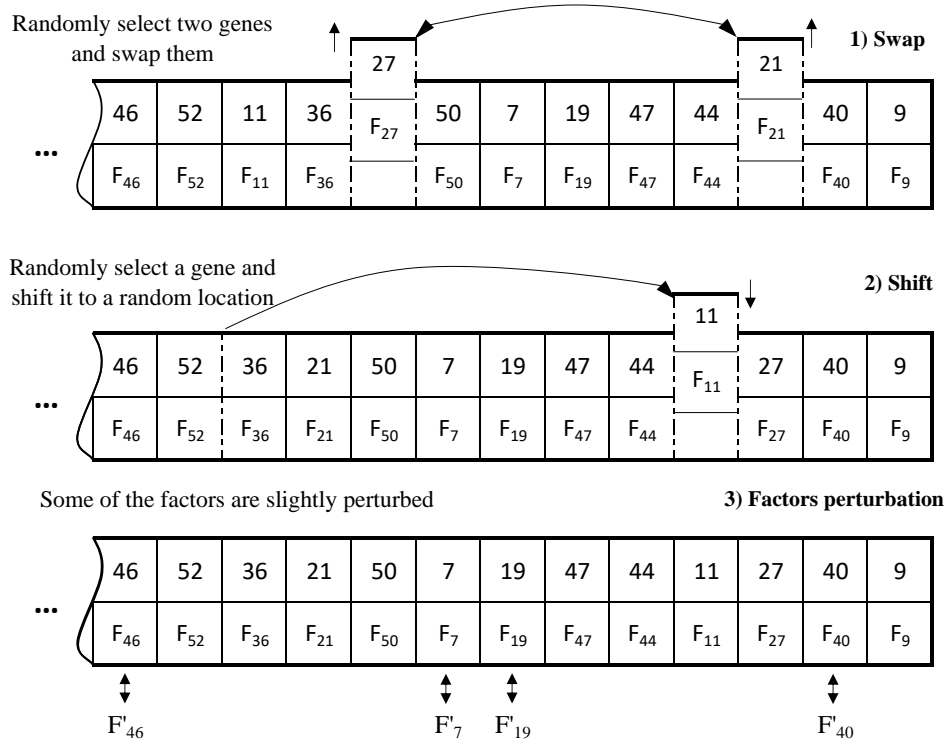 Randomly select two genes
and swap them
1) Swap
27 21
46 52 11 36 50 7 19 47 44 40 9
F27 F21
...
F46 F52 F11 F36 F50 F7 F19 F47 F44 F40 F9
Randomly select a gene and
shift it to a random location
2) Shift
11
46 52 36 21 50 7 19 47 44 27 40 9
F11
...
F46 F52 F36 F21 F50 F7 F19 F47 F44 F27 F40 F9
Some of the factors are slightly perturbed
3) Factors perturbation
46 52 36 21 50 7 19 47 44 11 27 40 9
...
F46 F52 F36 F21 F50 F7 F19 F47 F44 F11 F27 F40 F9
F'46 F'7 F'19 F'40